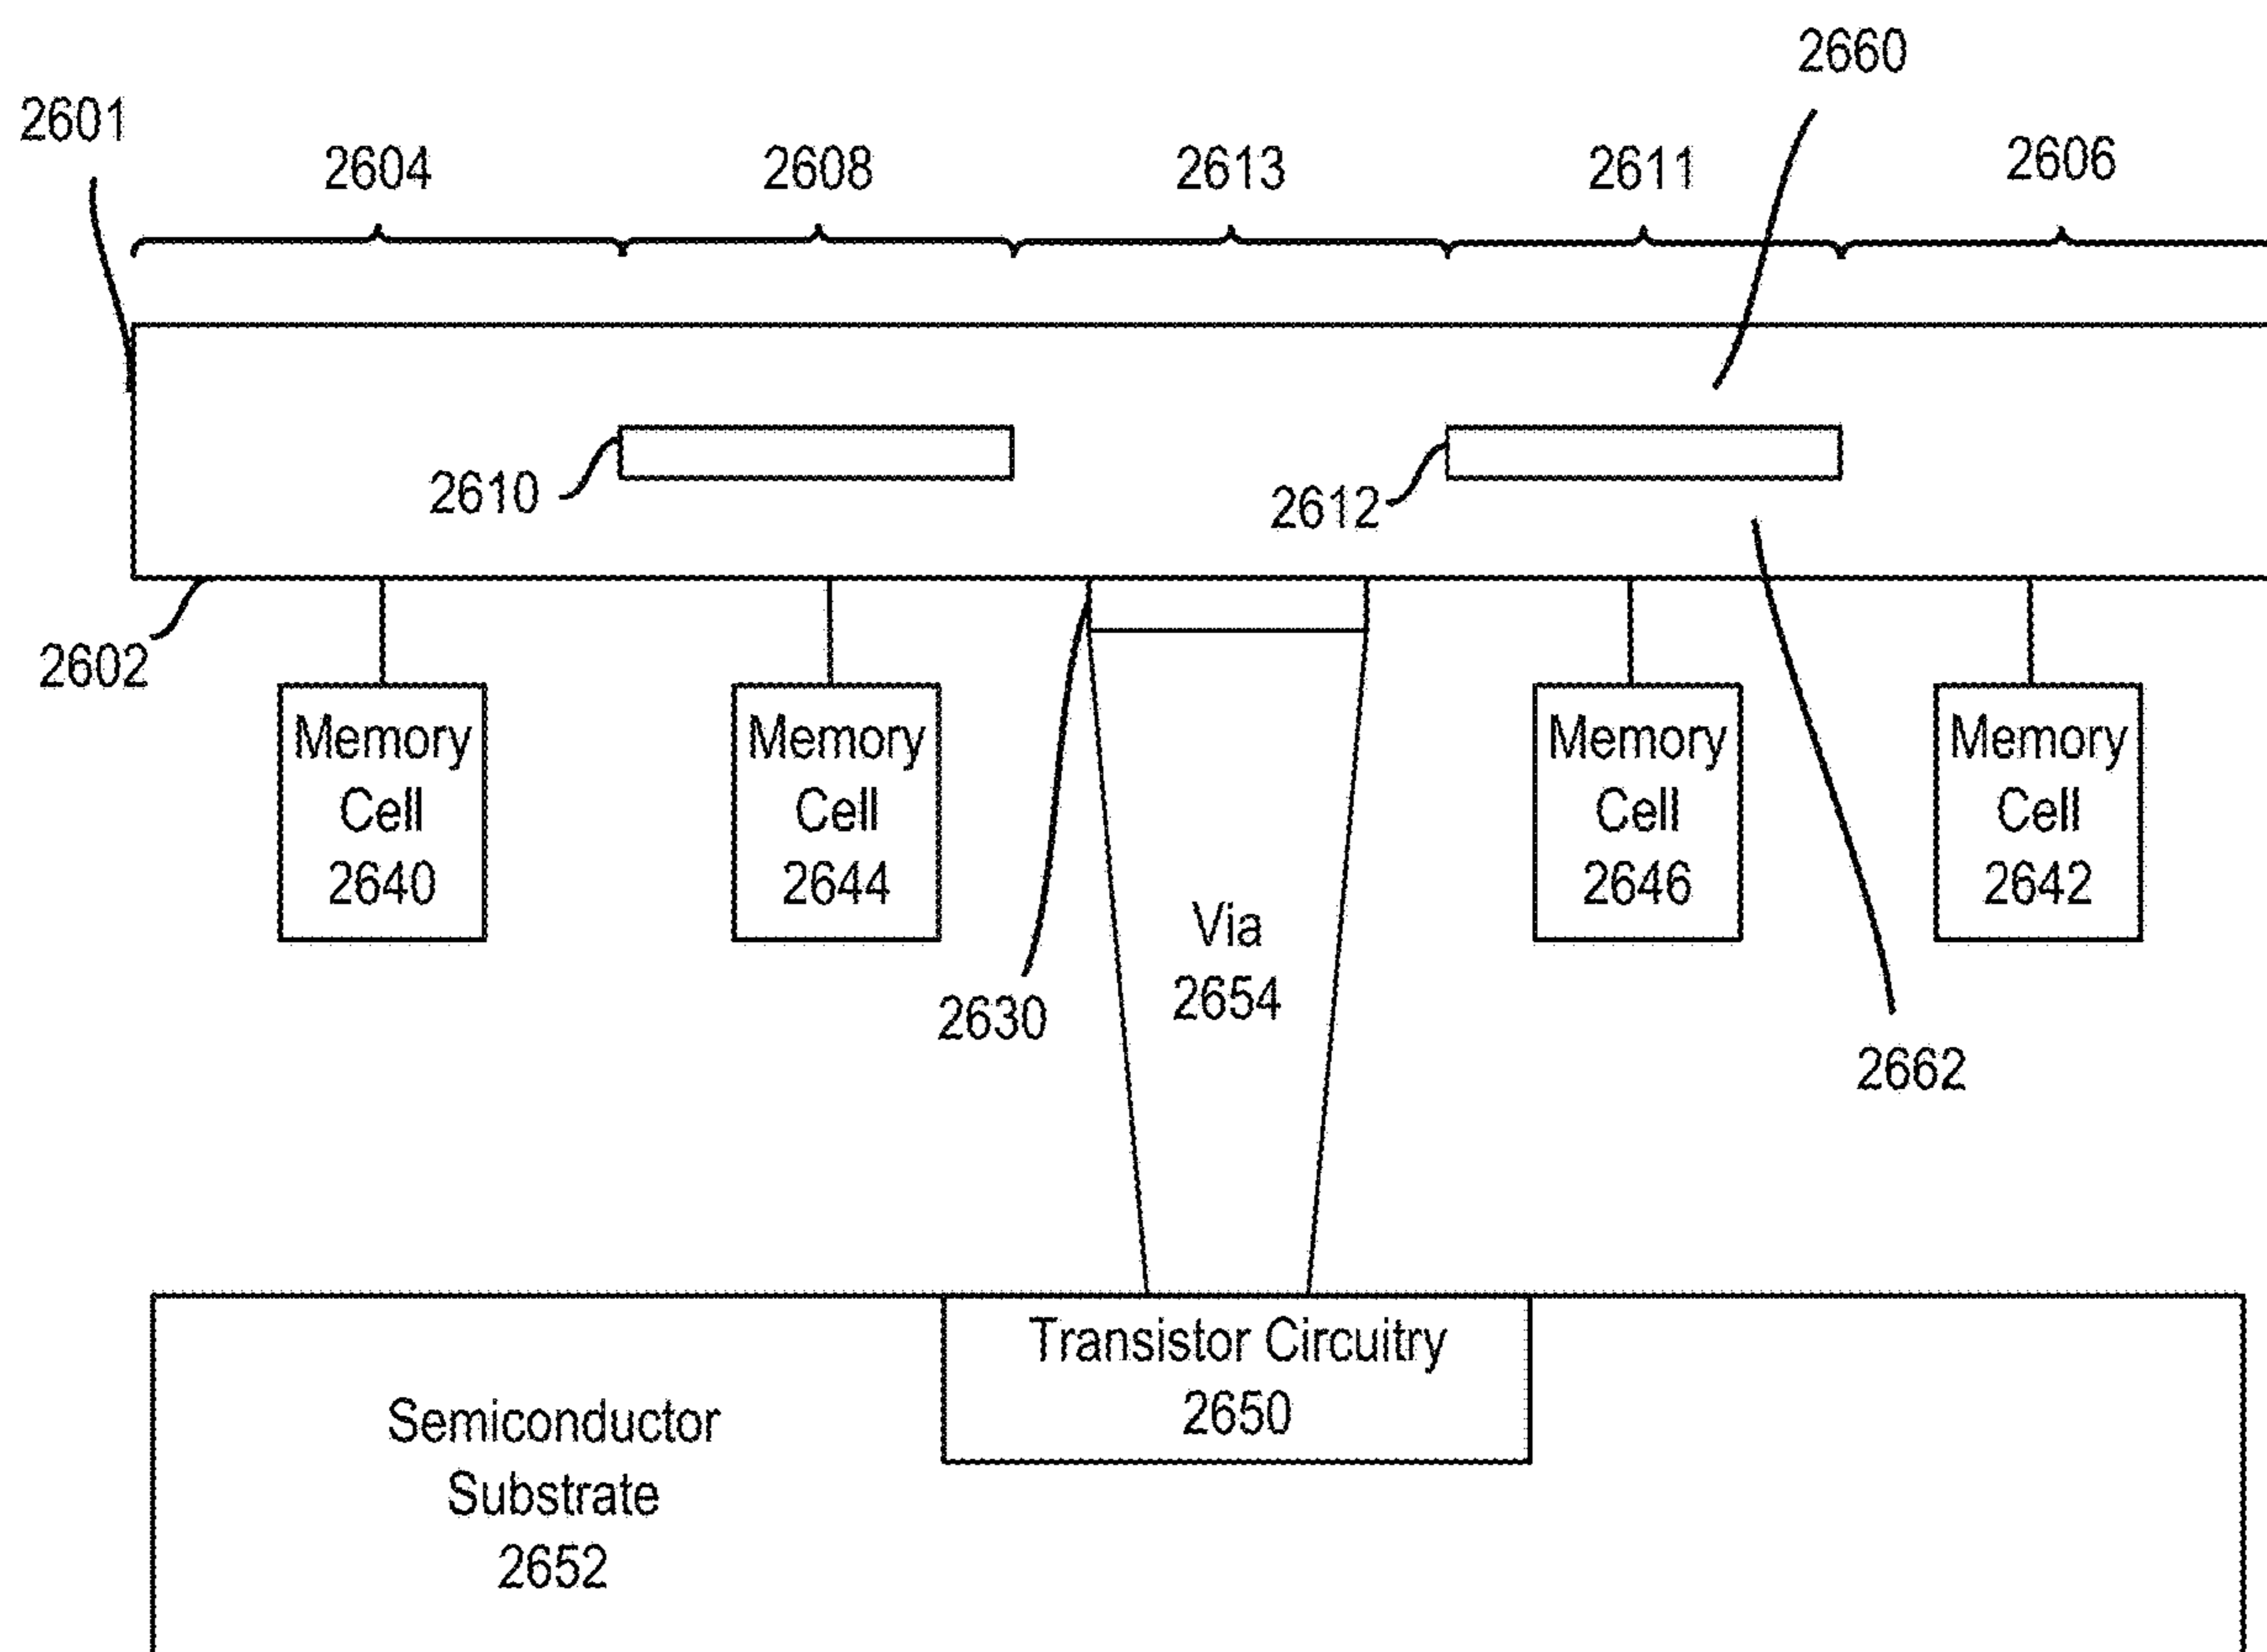 2660
2601
2604
2608
2613
2611
2606
2610
2612
2602
Memory
Cell
2640
Memory
Cell
2644
Memory
Cell
2646
Memory
Cell
2642
Via
2654
2630
2662
Transistor Circuitry
2650
Semiconductor
Substrate
2652